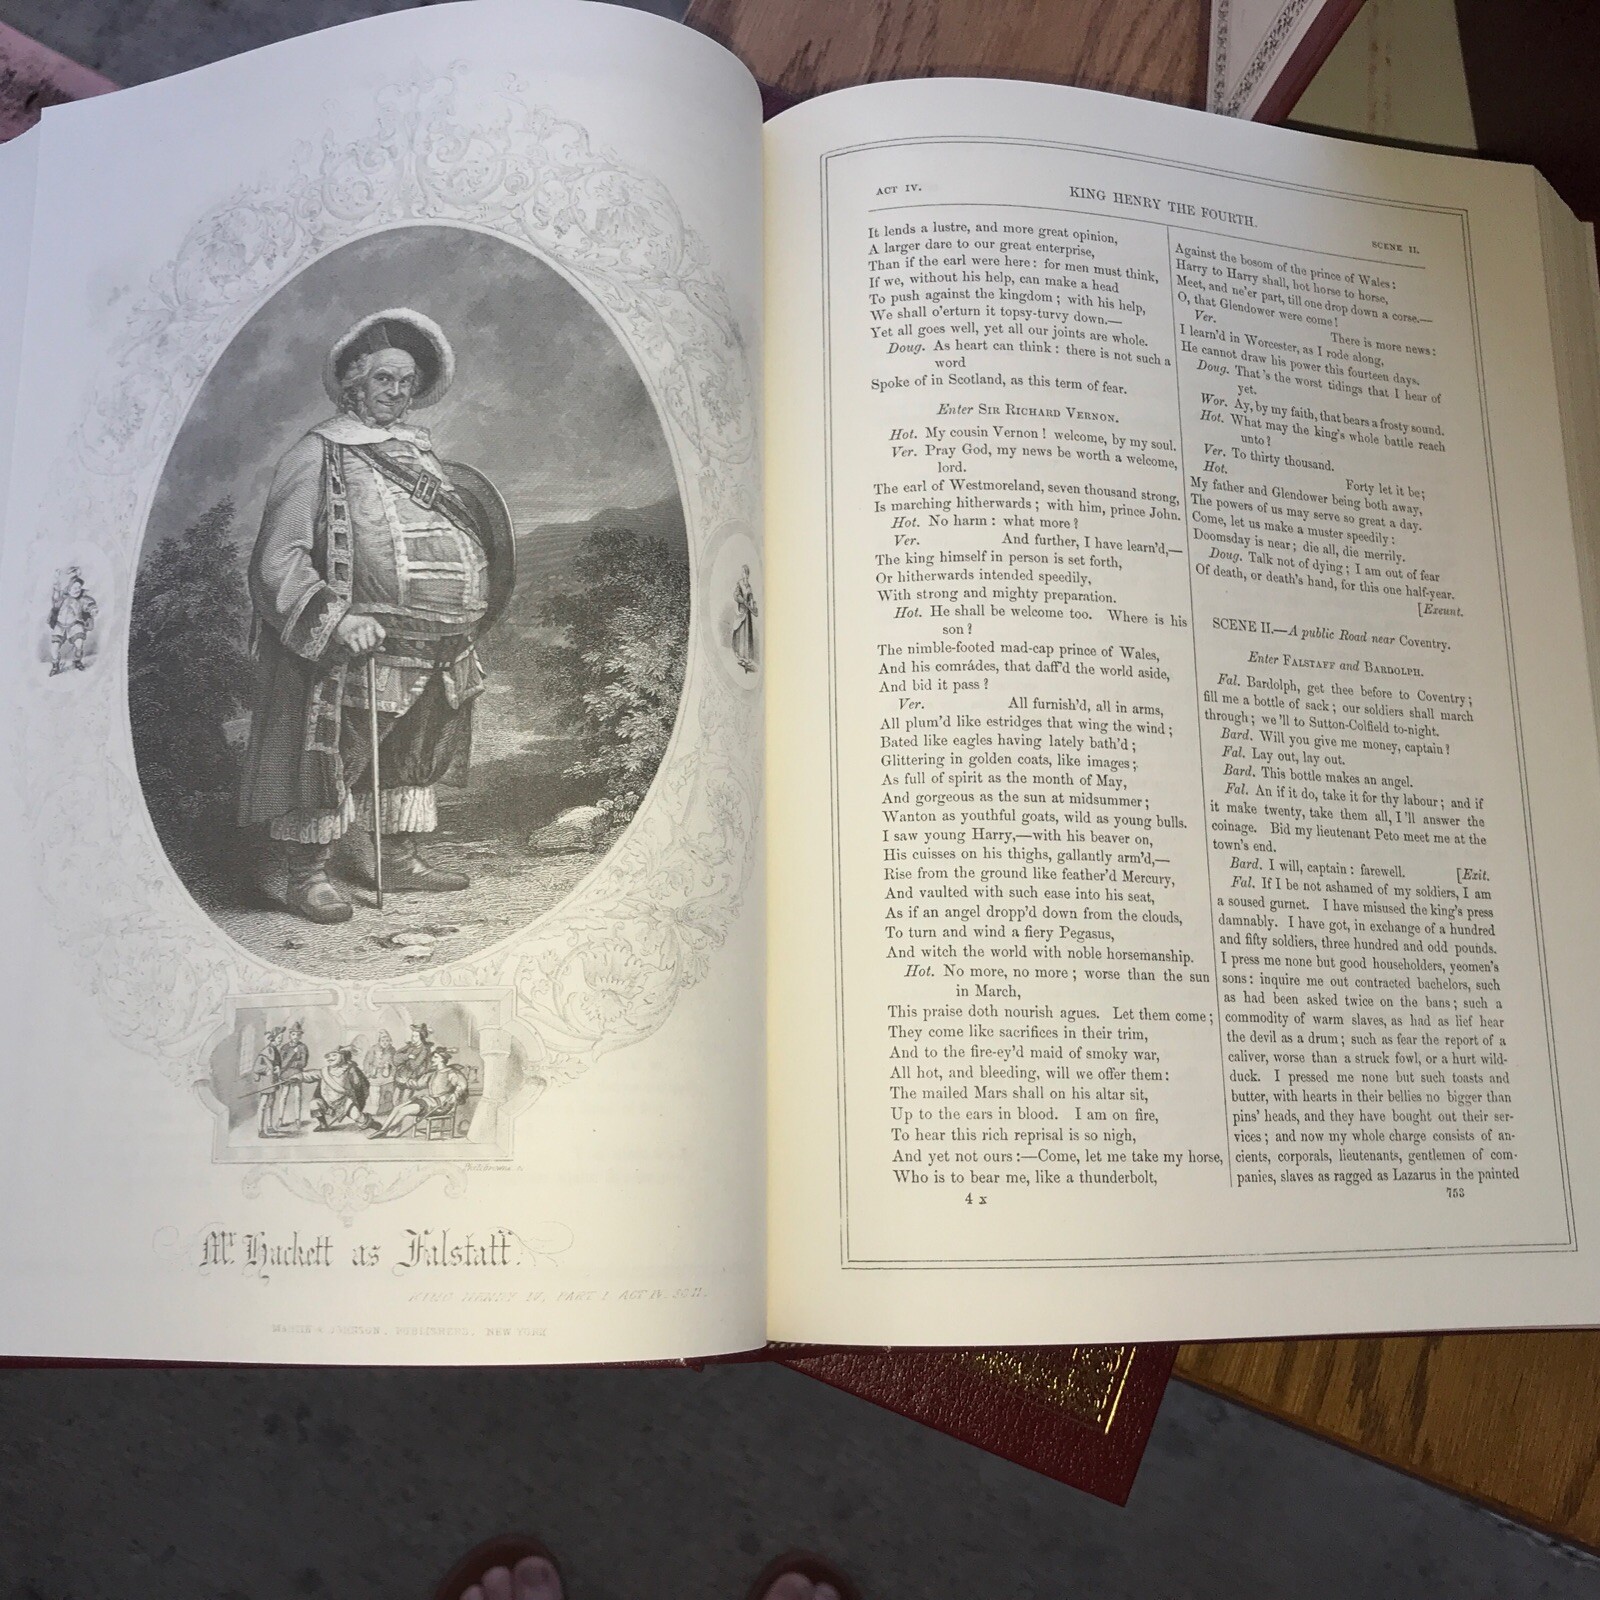 Mr. Hackett as Falstaff.
KING HENRY IV, PART I ACT IV. SC II.
MARTIN & JOHNSON, PUBLISHERS, NEW YORK
ACT IV.
KING HENRY THE FOURTH.
SCENE II.
It lends a lustre, and more great opinion,
A larger dare to our great enterprise,
Than if the earl were here: for men must think,
If we, without his help, can make a head
To push against the kingdom; with his help,
We shall o'erturn it topsy-turvy down.—
Yet all goes well, yet all our joints are whole.
Doug. As heart can think: there is not such a
word
Spoke of in Scotland, as this term of fear.
Enter SIR RICHARD VERNON.
Hot. My cousin Vernon! welcome, by my soul.
Ver. Pray God, my news be worth a welcome,
lord.
The earl of Westmoreland, seven thousand strong,
Is marching hitherwards; with him, prince John.
Hot. No harm: what more?
Ver. And further, I have learn'd,—
The king himself in person is set forth,
Or hitherwards intended speedily,
With strong and mighty preparation.
Hot. He shall be welcome too. Where is his
son?
The nimble-footed mad-cap prince of Wales,
And his comrádes, that daff'd the world aside,
And bid it pass?
Ver. All furnish'd, all in arms,
All plum'd like estridges that wing the wind;
Bated like eagles having lately bath'd;
Glittering in golden coats, like images;
As full of spirit as the month of May,
And gorgeous as the sun at midsummer;
Wanton as youthful goats, wild as young bulls.
I saw young Harry,—with his beaver on,
His cuisses on his thighs, gallantly arm'd,—
Rise from the ground like feather'd Mercury,
And vaulted with such ease into his seat,
As if an angel dropp'd down from the clouds,
To turn and wind a fiery Pegasus,
And witch the world with noble horsemanship.
Hot. No more, no more; worse than the sun
in March,
This praise doth nourish agues. Let them come;
They come like sacrifices in their trim,
And to the fire-ey'd maid of smoky war,
All hot, and bleeding, will we offer them:
The mailed Mars shall on his altar sit,
Up to the ears in blood. I am on fire,
To hear this rich reprisal is so nigh,
And yet not ours:—Come, let me take my horse,
Who is to bear me, like a thunderbolt,
4 x
Against the bosom of the prince of Wales:
Harry to Harry shall, hot horse to horse,
Meet, and ne'er part, till one drop down a corse.—
O, that Glendower were come!
Ver. There is more news:
I learn'd in Worcester, as I rode along,
He cannot draw his power this fourteen days.
Doug. That's the worst tidings that I hear of
yet.
Wor. Ay, by my faith, that bears a frosty sound.
Hot. What may the king's whole battle reach
unto?
Ver. To thirty thousand.
Hot. Forty let it be;
My father and Glendower being both away,
The powers of us may serve so great a day.
Come, let us make a muster speedily:
Doomsday is near; die all, die merrily.
Doug. Talk not of dying; I am out of fear
Of death, or death's hand, for this one half-year.
[Exeunt.
SCENE II.—A public Road near Coventry.
Enter FALSTAFF and BARDOLPH.
Fal. Bardolph, get thee before to Coventry;
fill me a bottle of sack; our soldiers shall march
through; we'll to Sutton-Colfield to-night.
Bard. Will you give me money, captain?
Fal. Lay out, lay out.
Bard. This bottle makes an angel.
Fal. An if it do, take it for thy labour; and if
it make twenty, take them all, I'll answer the
coinage. Bid my lieutenant Peto meet me at the
town's end.
Bard. I will, captain: farewell. [Exit.
Fal. If I be not ashamed of my soldiers, I am
a soused gurnet. I have misused the king's press
damnably. I have got, in exchange of a hundred
and fifty soldiers, three hundred and odd pounds.
I press me none but good householders, yeomen's
sons: inquire me out contracted bachelors, such
as had been asked twice on the bans; such a
commodity of warm slaves, as had as lief hear
the devil as a drum; such as fear the report of a
caliver, worse than a struck fowl, or a hurt wild-
duck. I pressed me none but such toasts and
butter, with hearts in their bellies no bigger than
pins' heads, and they have bought out their ser-
vices; and now my whole charge consists of an-
cients, corporals, lieutenants, gentlemen of com-
panies, slaves as ragged as Lazarus in the painted
753